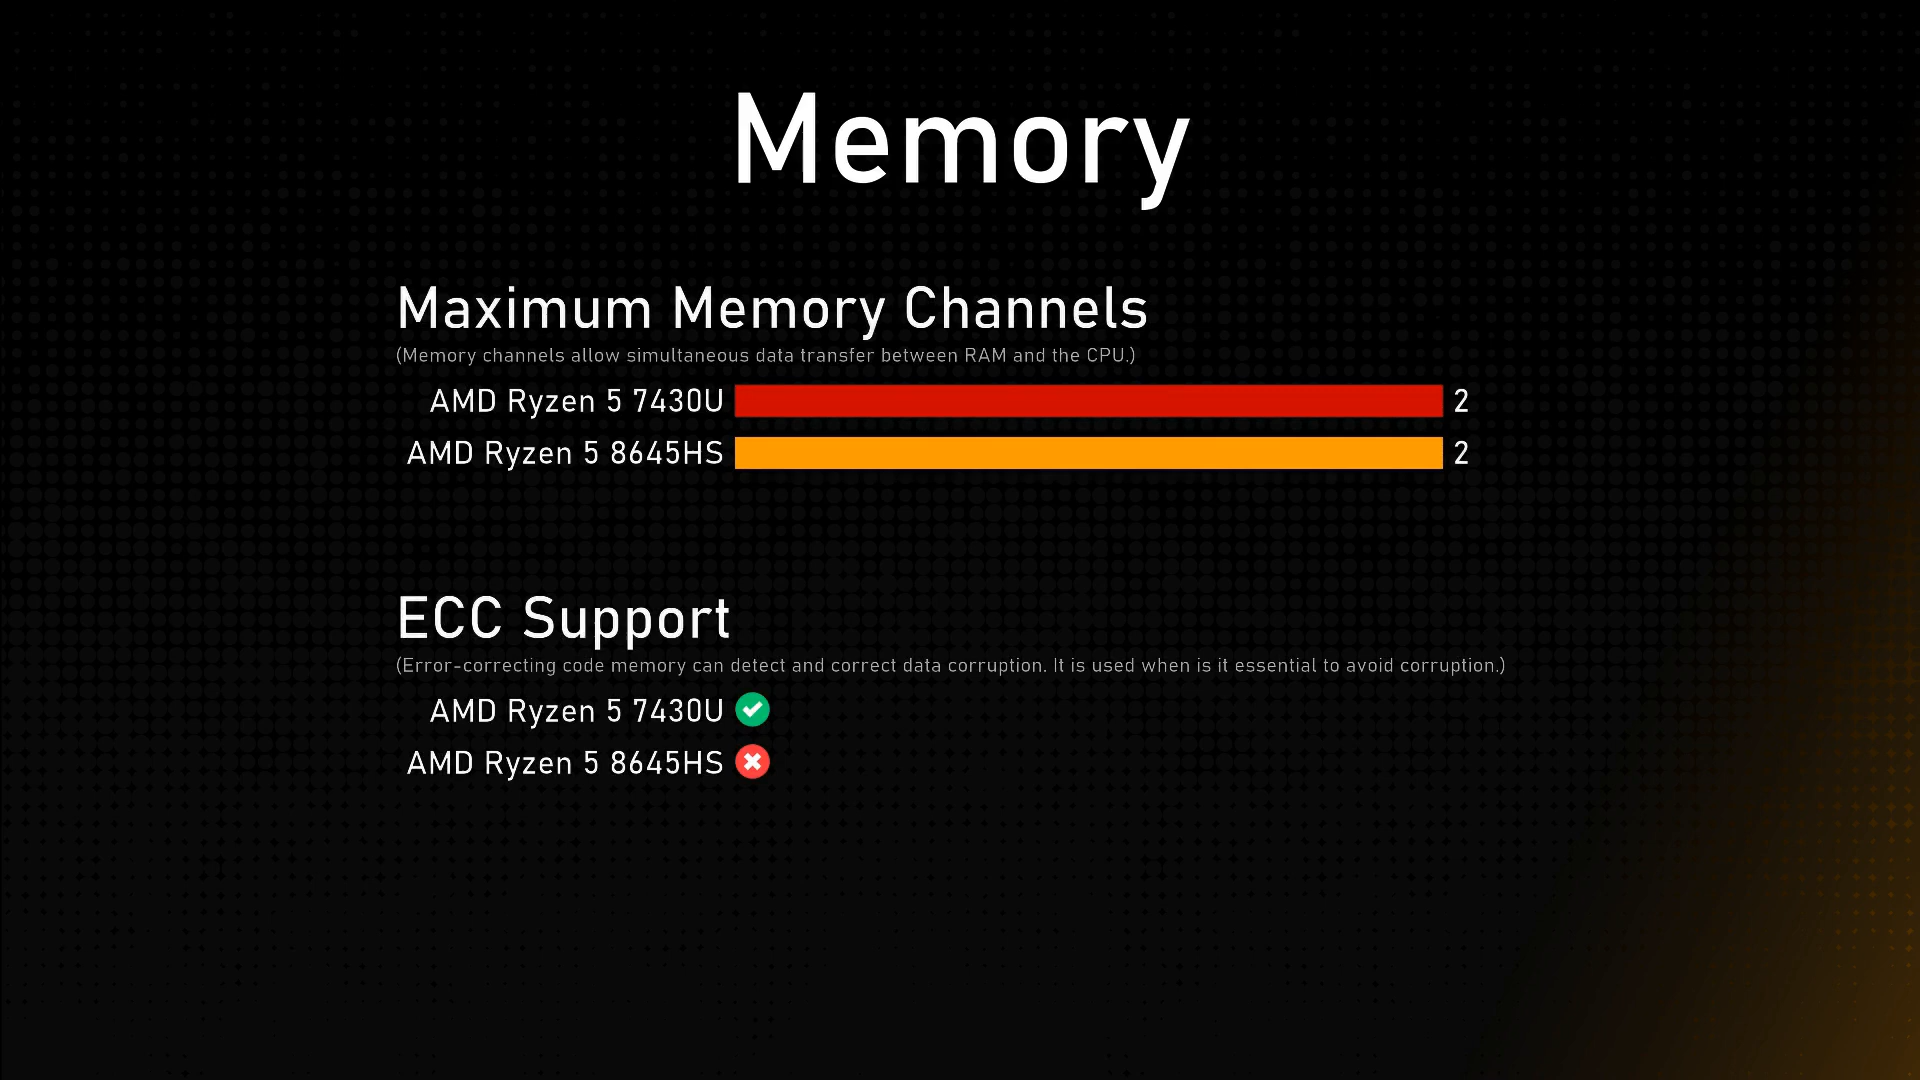 Memory
Maximum Memory Channels
(Memory channels allow simultaneous data transfer between RAM and the CPU.)
AMD Ryzen 5 7430U 2
AMD Ryzen 5 8645HS 2
ECC Support
(Error-correcting code memory can detect and correct data corruption. It is used when is it essential to avoid corruption.)
AMD Ryzen 5 7430U
AMD Ryzen 5 8645HS